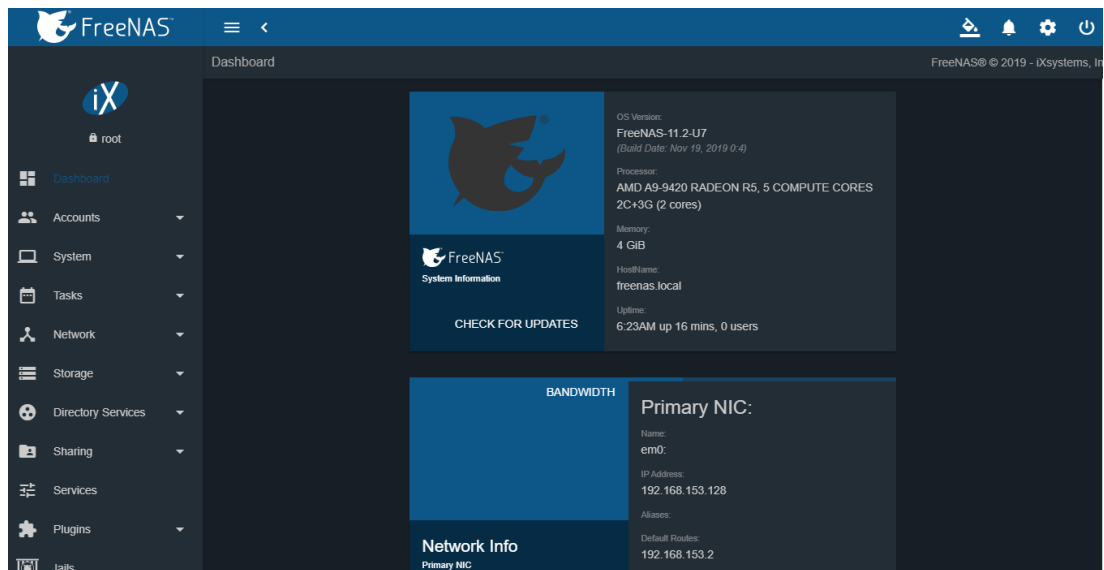 FreeNAS™
Dashboard
FreeNAS® © 2019 - iXsystems, In
iX
root
Dashboard
Accounts
System
Tasks
Network
Storage
Directory Services
Sharing
Services
Plugins
Jails
OS Version:
FreeNAS-11.2-U7
(Build Date: Nov 19, 2019 0:4)
Processor:
AMD A9-9420 RADEON R5, 5 COMPUTE CORES
2C+3G (2 cores)
Memory:
4 GiB
HostName:
freenas.local
Uptime:
6:23AM up 16 mins, 0 users
FreeNAS
System Information
CHECK FOR UPDATES
BANDWIDTH
Network Info
Primary NIC
Primary NIC:
Name:
em0:
IP Address:
192.168.153.128
Aliases:
Default Routes:
192.168.153.2